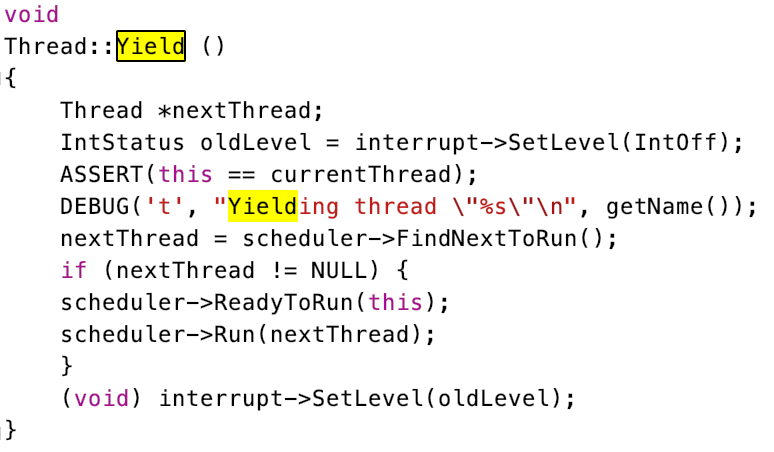 void
Thread::Yield ()
{
    Thread *nextThread;
    IntStatus oldLevel = interrupt->SetLevel(IntOff);
    ASSERT(this == currentThread);
    DEBUG('t', "Yielding thread \"%s\"\n", getName());
    nextThread = scheduler->FindNextToRun();
    if (nextThread != NULL) {
    scheduler->ReadyToRun(this);
    scheduler->Run(nextThread);
    }
    (void) interrupt->SetLevel(oldLevel);
}